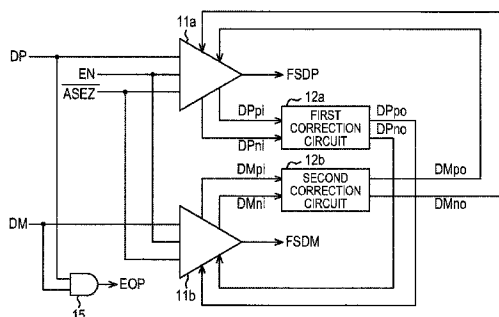 11a
DP
EN
FSDP
ASEZ
12a
DPpi
DPpo
FIRST
CORRECTION
CIRCUIT
DPno
DPni
12b
DMpi
DMpo
SECOND
CORRECTION
CIRCUIT
DMni
DMno
DM
FSDM
EOP
15
11b